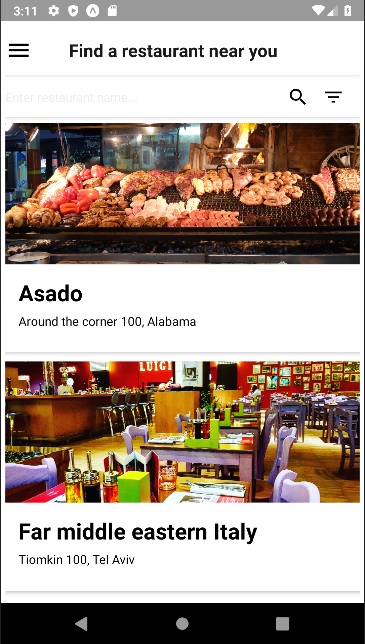 3:11
Find a restaurant near you
Enter restaurant name...
LUIGI
Asado
Around the corner 100, Alabama
Far middle eastern Italy
Tiomkin 100, Tel Aviv